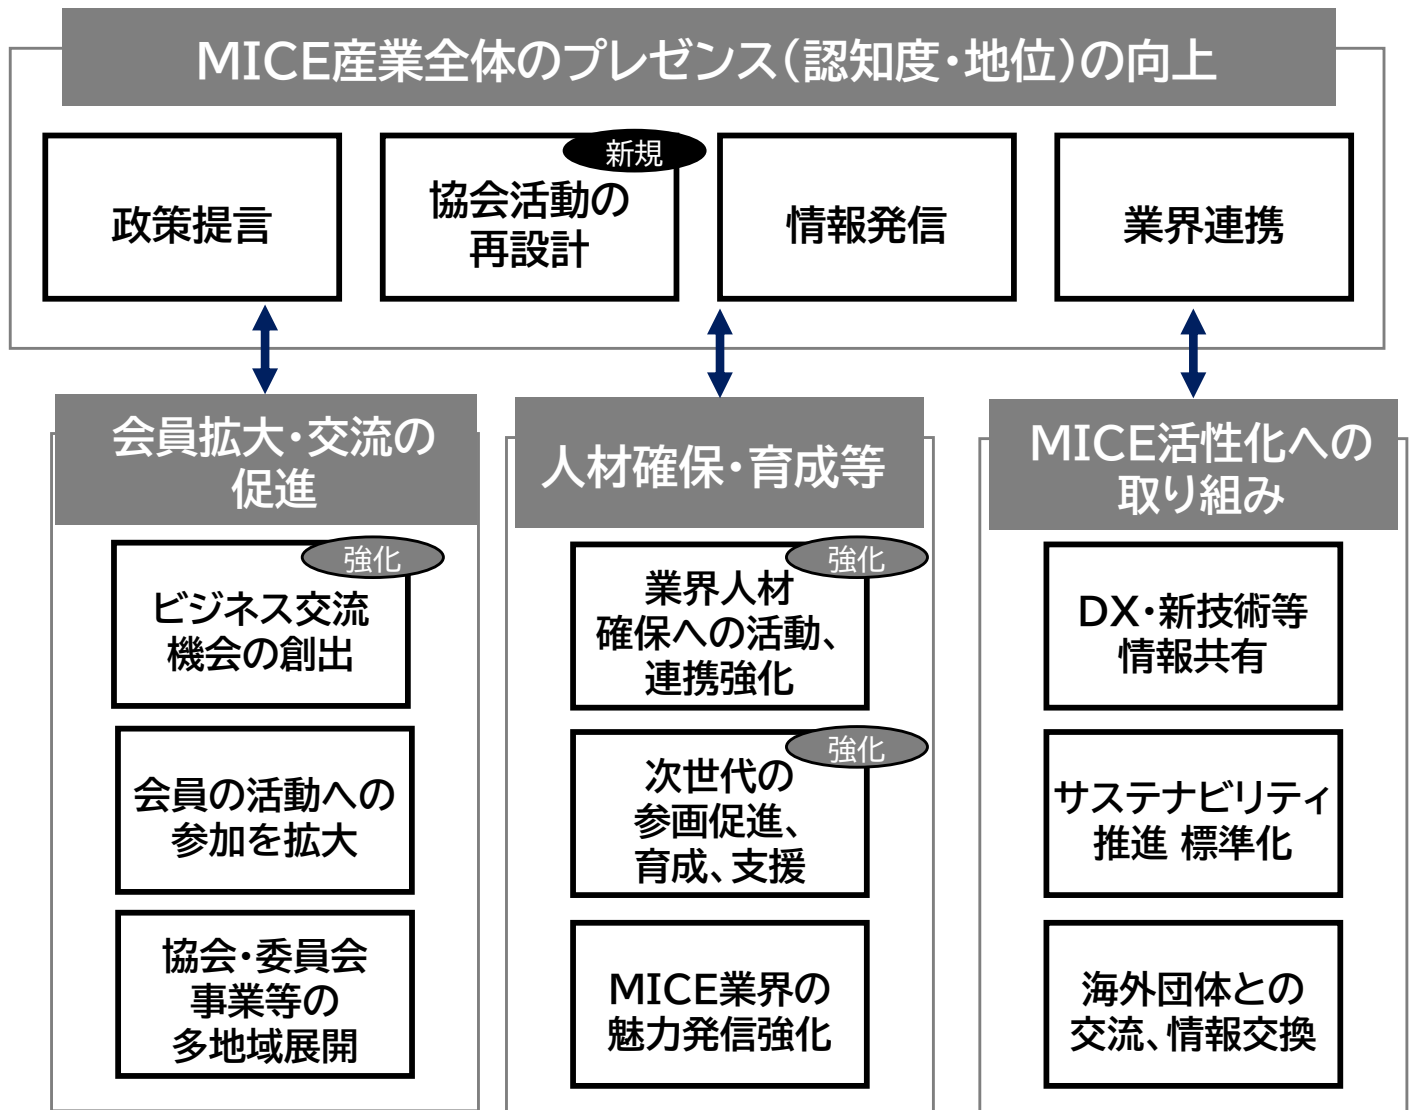 MICE産業全体のプレゼンス(認知度・地位)の向上
政策提言
新規
協会活動の
再設計
情報発信
業界連携
会員拡大・交流の
促進
強化
ビジネス交流
機会の創出
会員の活動への
参加を拡大
協会・委員会
事業等の
多地域展開
人材確保・育成等
強化
業界人材
確保への活動、
連携強化
強化
次世代の
参画促進、
育成、支援
MICE業界の
魅力発信強化
MICE活性化への
取り組み
DX・新技術等
情報共有
サステナビリティ
推進 標準化
海外団体との
交流、情報交換